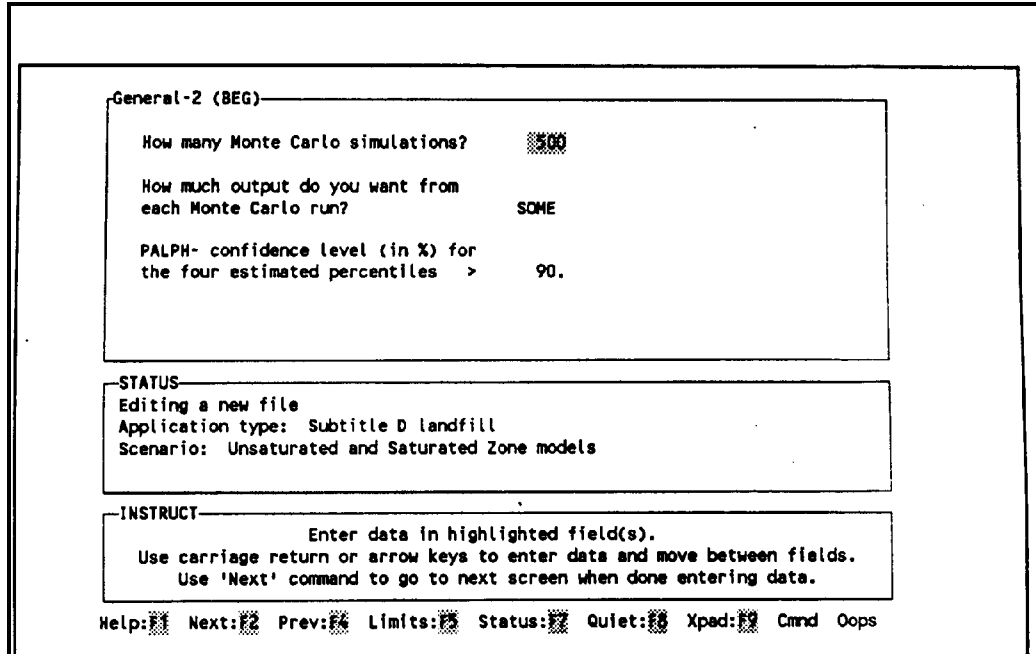 General-2 (BEG)
How many Monte Carlo simulations? 500
How much output do you want from
each Monte Carlo run? SOME
PALPH- confidence level (in %) for
the four estimated percentiles > 90.
STATUS
Editing a new file
Application type: Subtitle D landfill
Scenario: Unsaturated and Saturated Zone models
INSTRUCT
Enter data in highlighted field(s).
Use carriage return or arrow keys to enter data and move between fields.
Use 'Next' command to go to next screen when done entering data.
Help:F1 Next:F2 Prev:F4 Limits:F5 Status:F7 Quiet:F8 Xpad:F9 Cmnd Oops